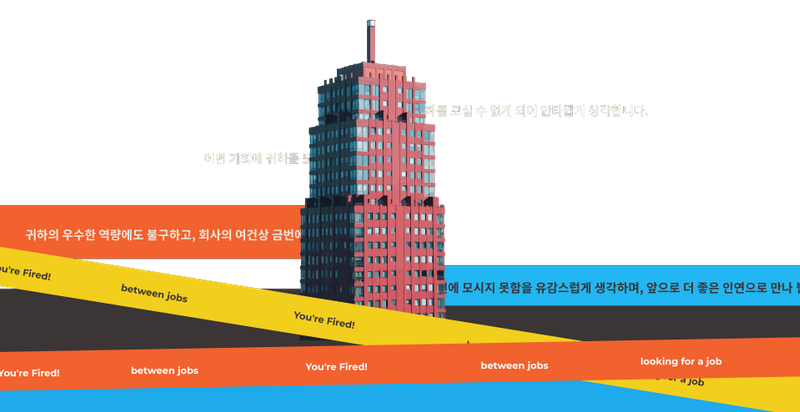 하를 모실 수 없게 되어 안타깝게 생각합니다.
이번 기회에 귀하를
귀하의 우수한 역량에도 불구하고, 회사의 여건상 금번에
에 모시지 못함을 유감스럽게 생각하며, 앞으로 더 좋은 인연으로 만나
You're Fired! between jobs You're Fired! for a job
You're Fired! between jobs You're Fired! between jobs looking for a job